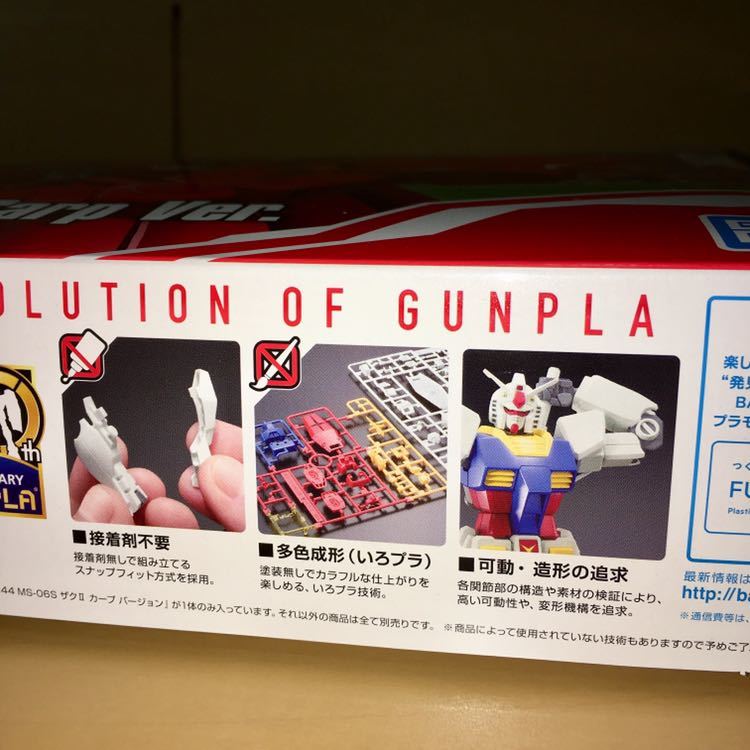 Carp Ver.
OLUTION OF GUNPLA
th
ARY
PLA®
■接着剤不要
接着剤無しで組み立てる
スナップフィット方式を採用。
■多色成形（いろプラ）
塗装無しでカラフルな仕上がりを
楽しめる、いろプラ技術。
■可動・造形の追求
各関節部の構造や素材の検証により、
高い可動性や、変形機構を追求。
44 MS-06S ザクⅡ カープ バージョン」が1体のみ入っています。それ以外の商品は全て別売りです。 ※商品によって使用されていない技術もありますので予めご了
楽し
“発見
BA
プラモ
つく
FU
Plasti
最新情報は
http://ba
※通信費等は、